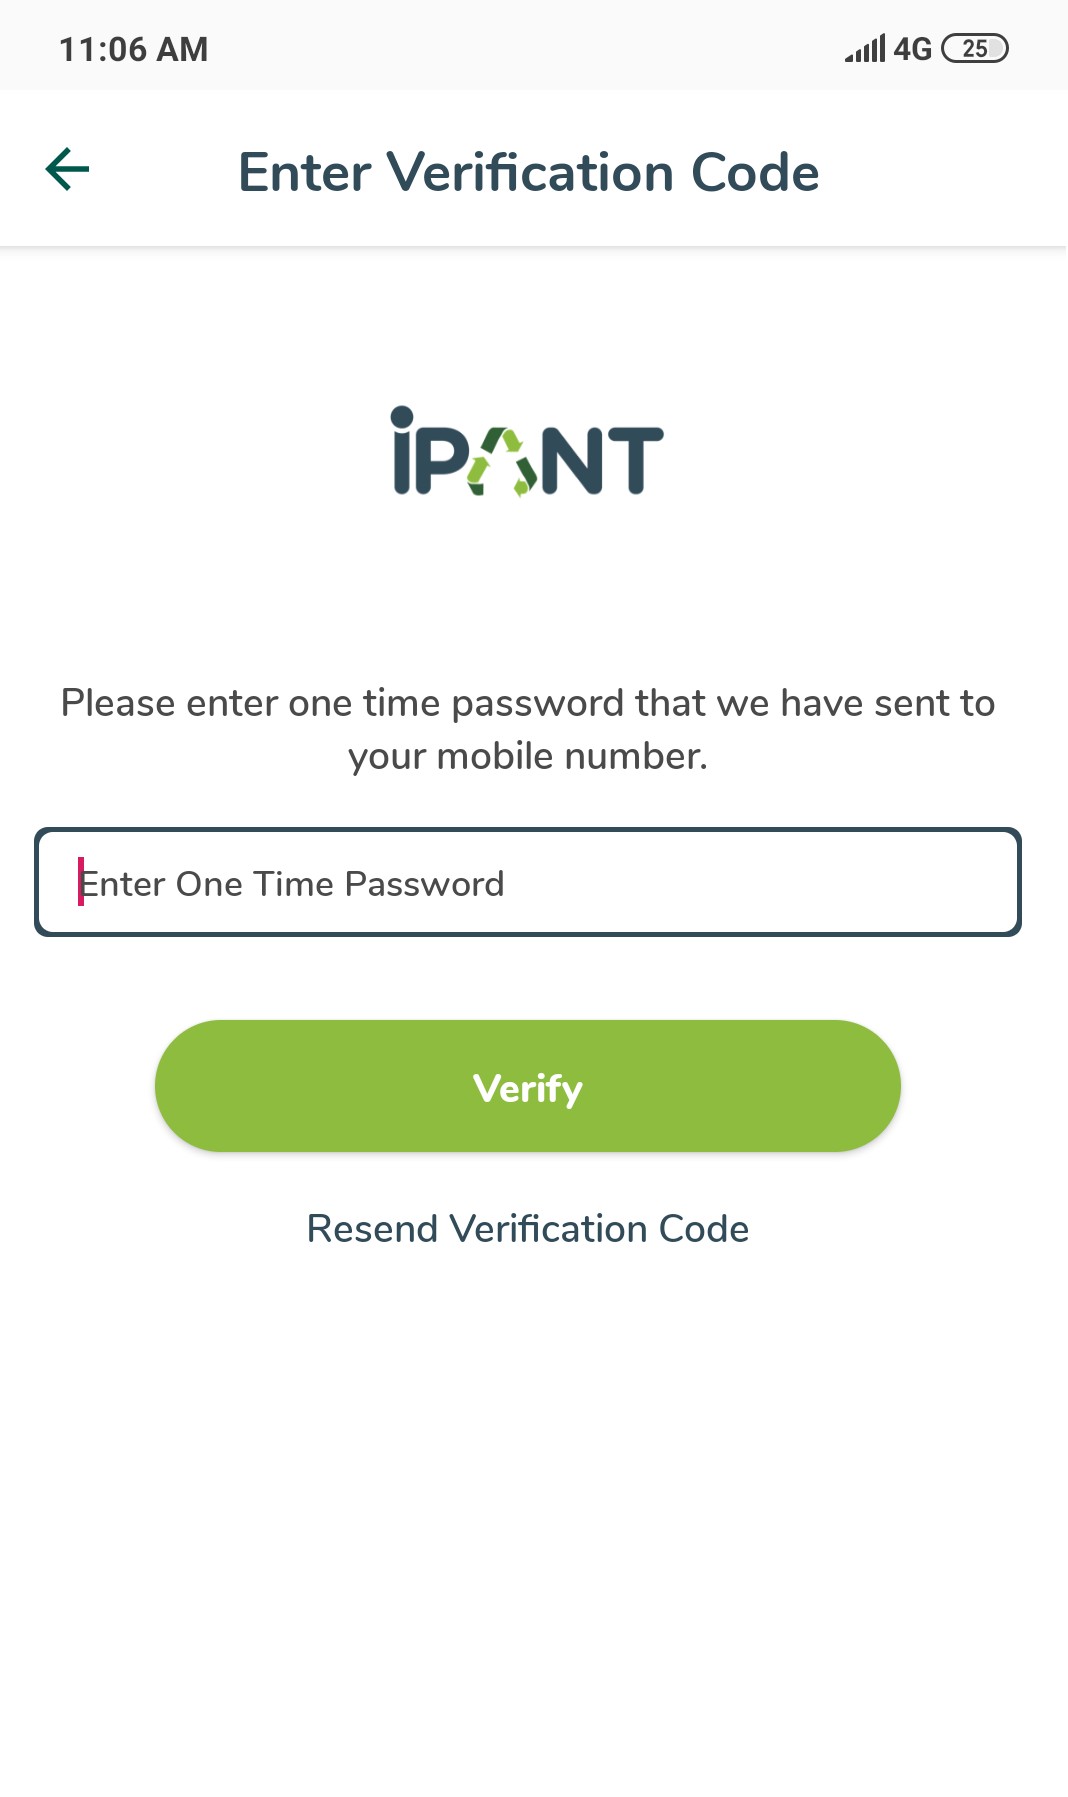 11:06 AM 4G 25
Enter Verification Code
iPANT
Please enter one time password that we have sent to
your mobile number.
Enter One Time Password
Verify
Resend Verification Code